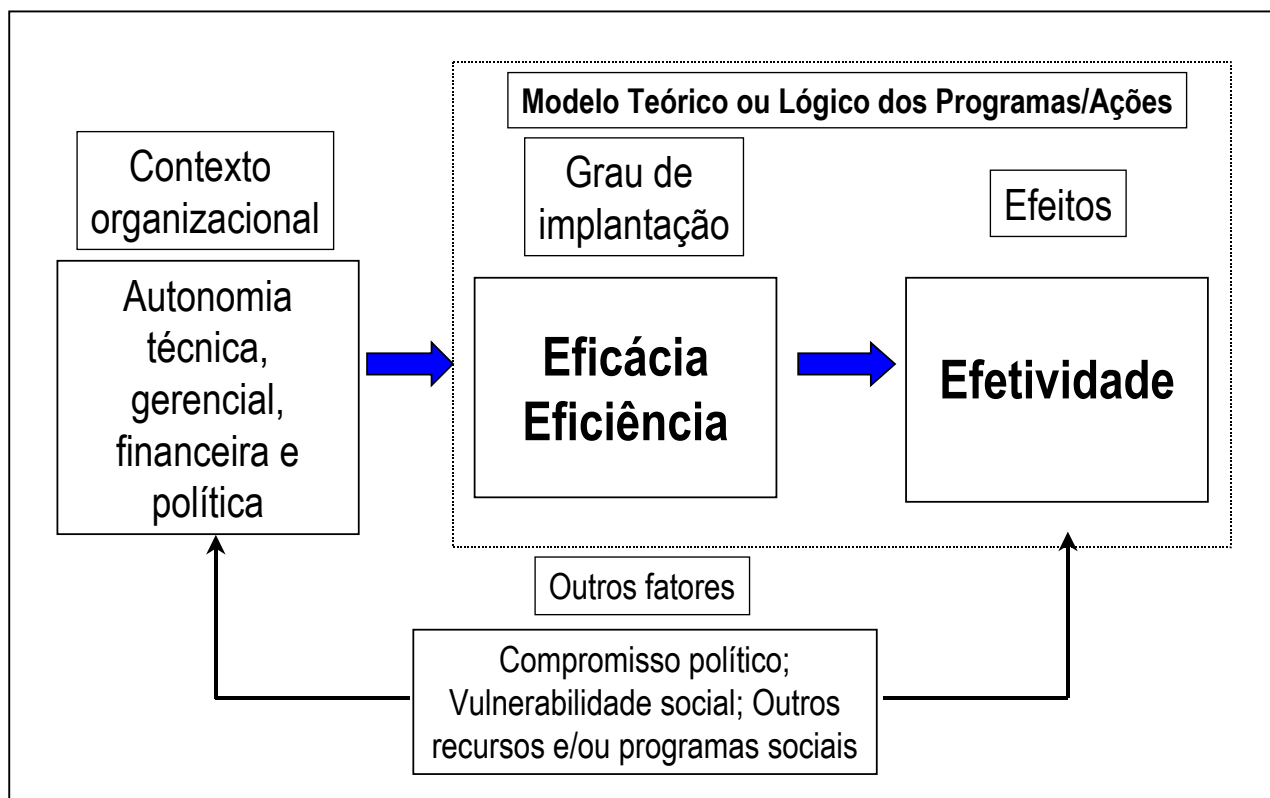 Modelo Teórico ou Lógico dos Programas/Ações
Contexto
organizacional
Grau de
implantação
Efeitos
Autonomia
técnica,
gerencial,
financeira e
política
Eficácia
Eficiência
Efetividade
Outros fatores
Compromisso político;
Vulnerabilidade social; Outros
recursos e/ou programas sociais